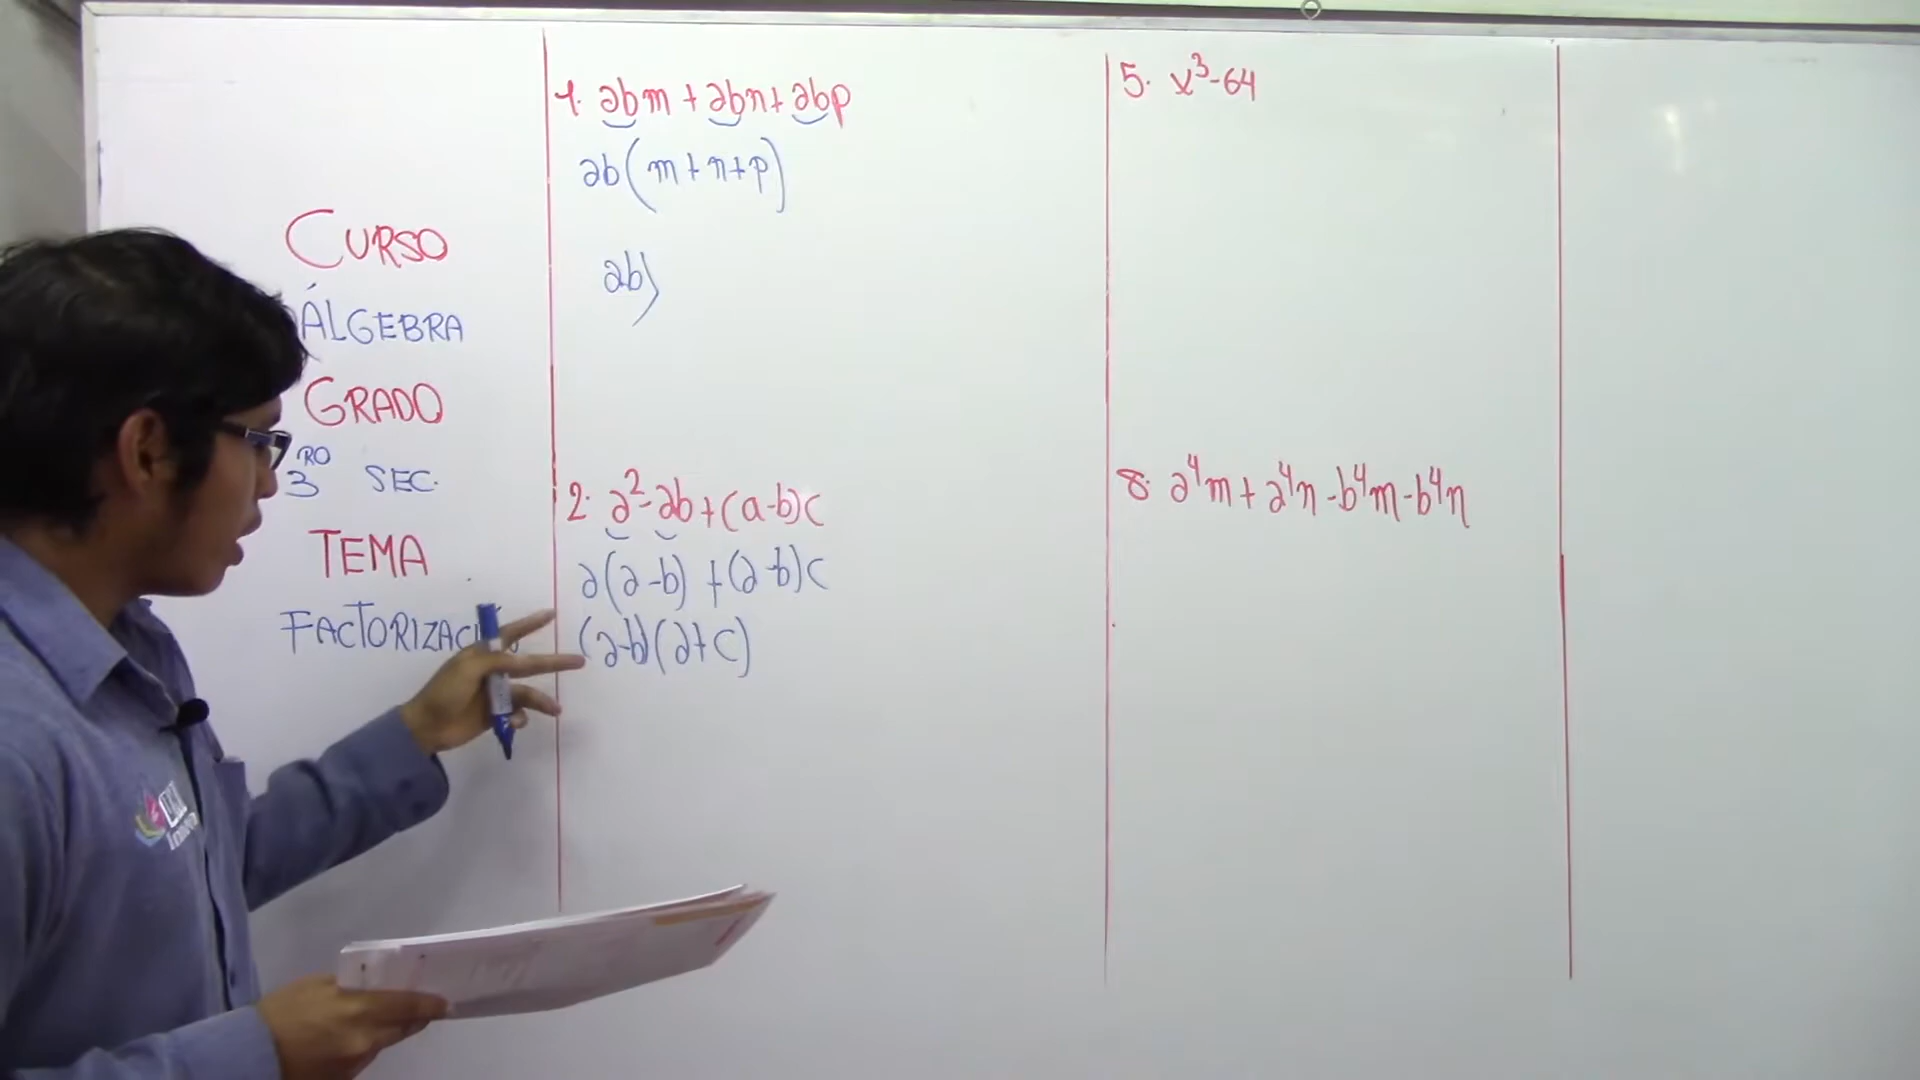 CURSO
ÁLGEBRA
GRADO
3RO SEC.
TEMA
FACTORIZACIÓ
1. abm + abn + abp
ab(m+n+p)
ab)
2. a²-ab+(a-b)c
a(a-b) +(a-b)c
(a-b)(a+c)
5. x³-64
8. a⁴m + a⁴n - b⁴m - b⁴n